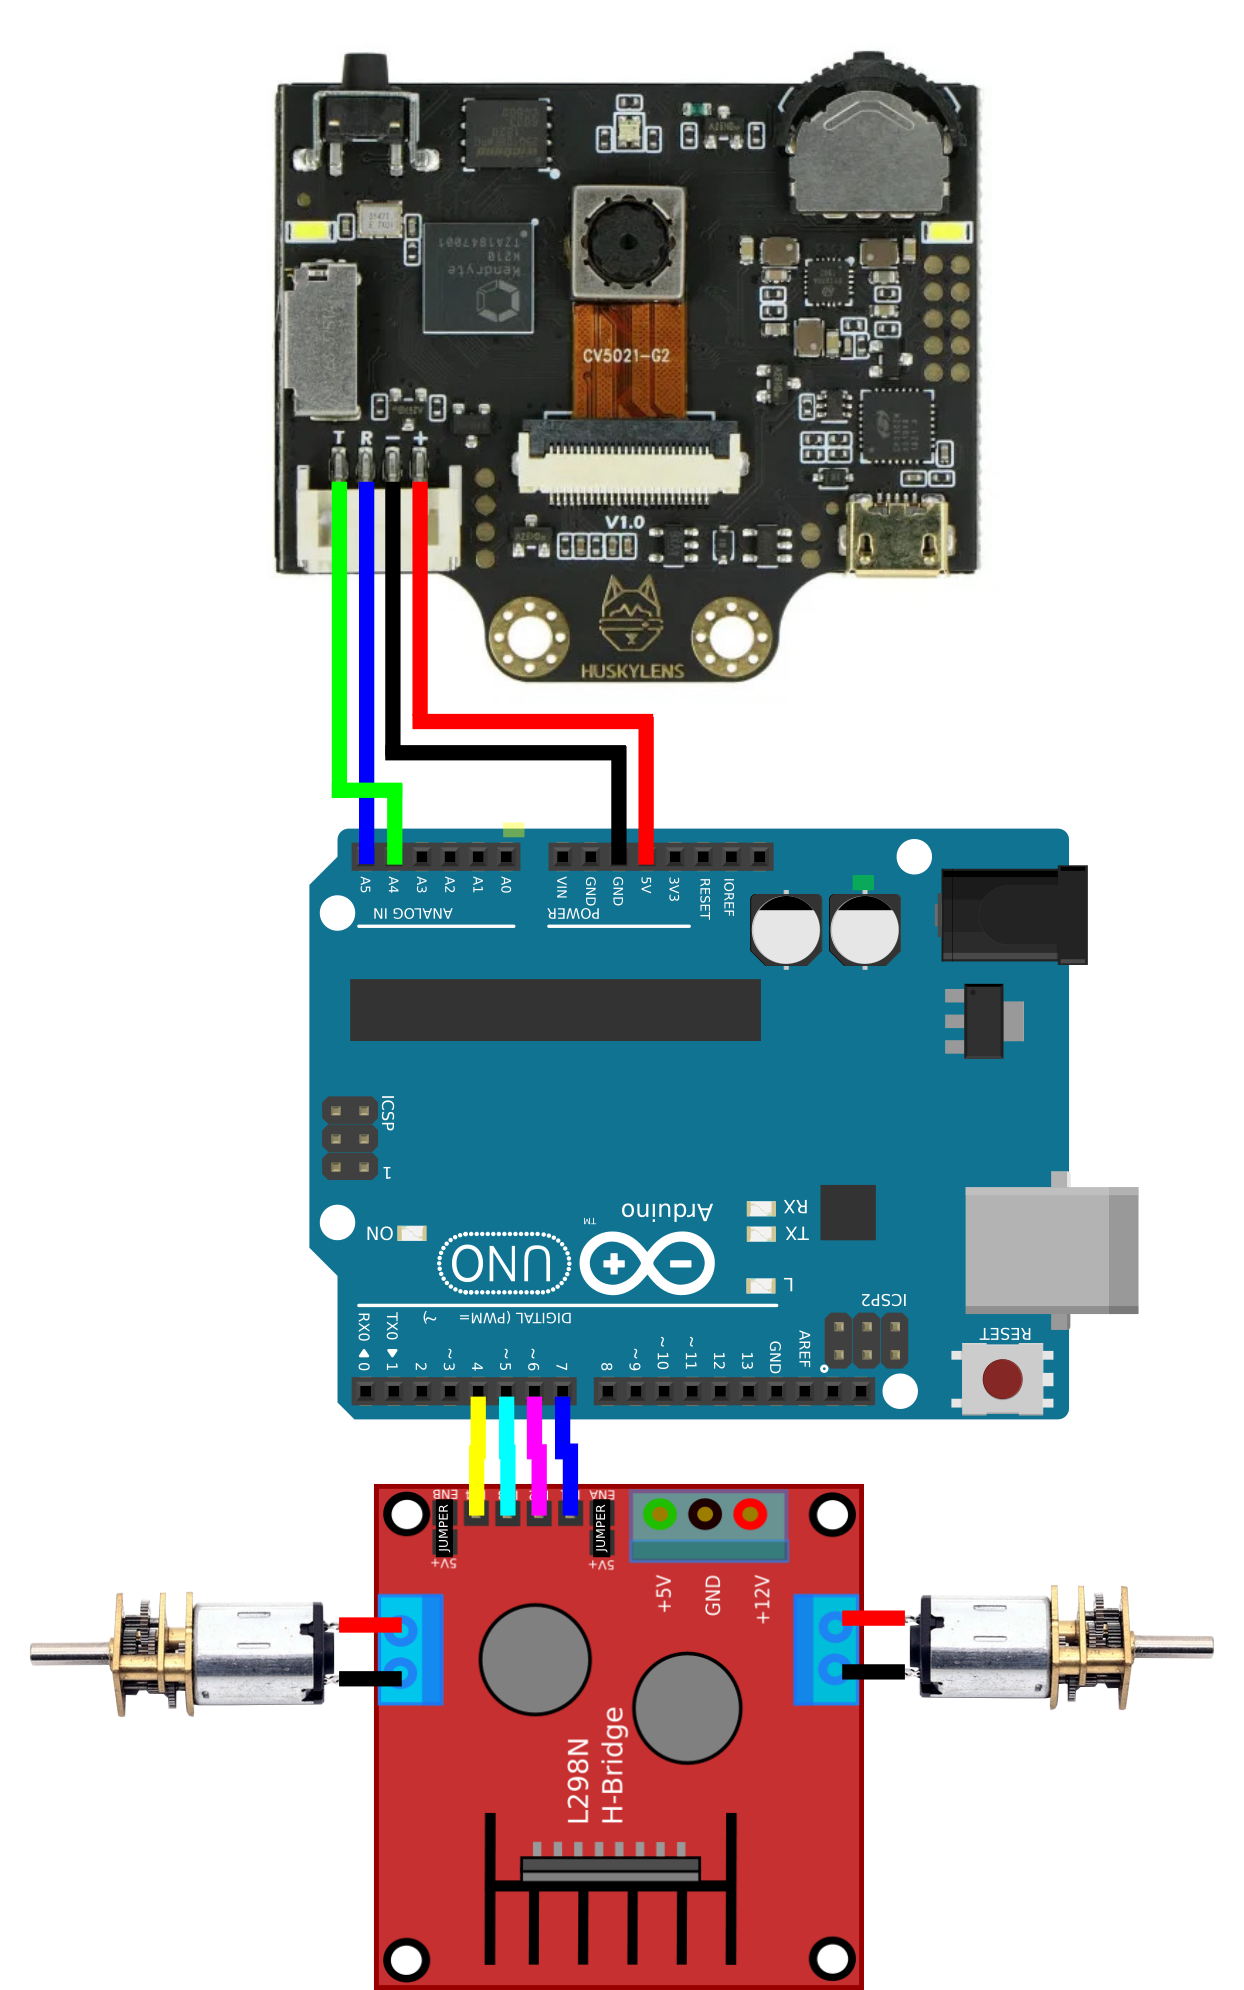 Kendryte
K210
TZA1847001
CV5021-G2
T R − +
V1.0
HUSKYLENS
A5 A4 A3 A2 A1 A0 VIN GND GND 5V 3V3 RESET IOREF
ANALOG IN POWER
ICSP
1
ON
UNO
Arduino
TM
RX
TX
L
ICSP2
RESET
DIGITAL (PWM= ~)
RX0 TX0
0 1 2 ~3 4 ~5 ~6 7 8 ~9 ~10 ~11 12 13 GND AREF
ENB ENA
JUMPER JUMPER
5V+ 5V+
+5V GND +12V
L298N
H-Bridge